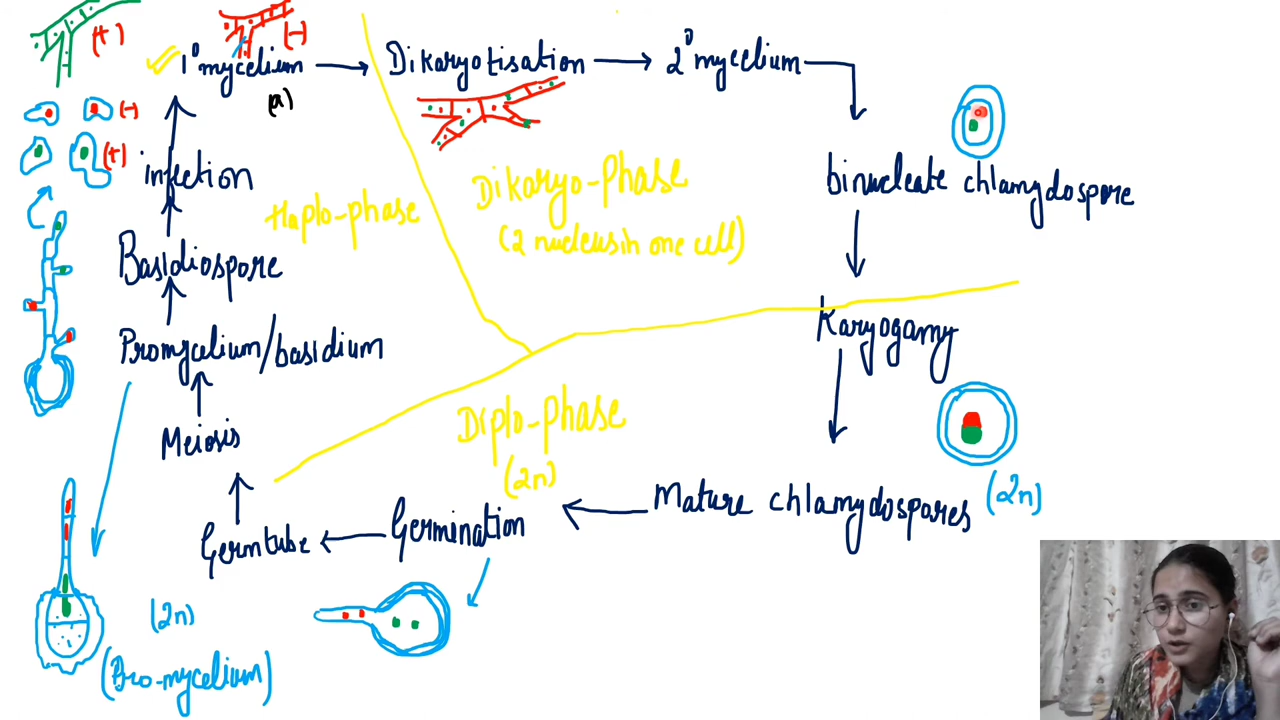 (+)
(-)
1° mycelium
(a)
Dikaryotisation
2° mycelium
(-)
(+)
infection
Haplo-phase
Dikaryo-Phase
(2 nucleus in one cell)
binucleate chlamydospore
Basidiospore
Promycelium/basidium
Karyogamy
Meiosis
Diplo-phase
(2n)
Mature chlamydospores
(2n)
Germination
Germtube
(2n)
(Pro-mycelium)